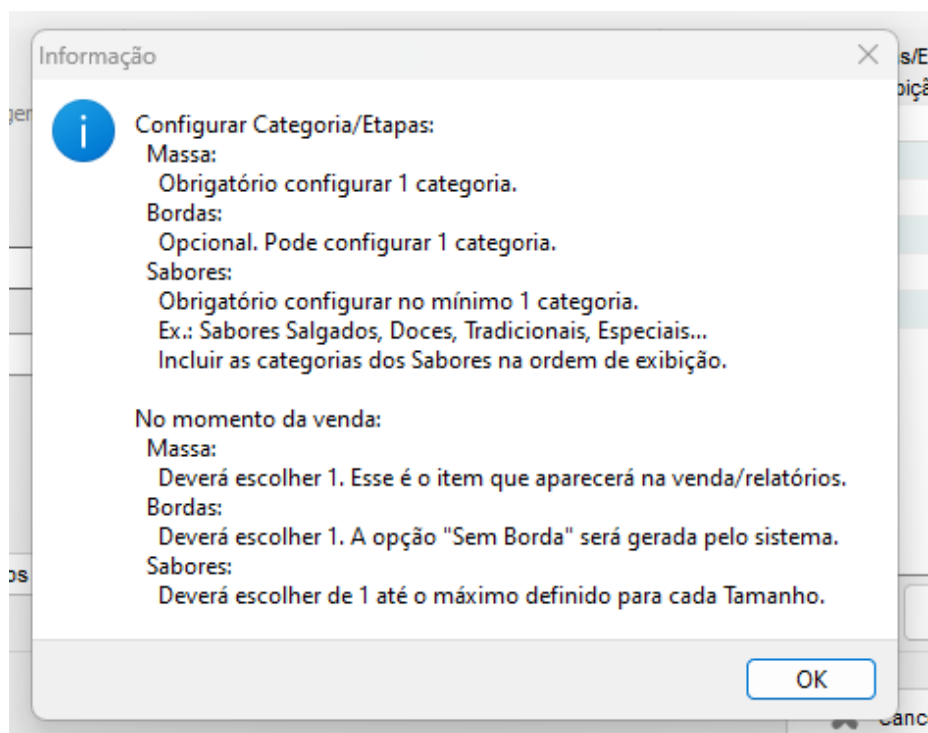 Informação
Configurar Categoria/Etapas:
Massa:
Obrigatório configurar 1 categoria.
Bordas:
Opcional. Pode configurar 1 categoria.
Sabores:
Obrigatório configurar no mínimo 1 categoria.
Ex.: Sabores Salgados, Doces, Tradicionais, Especiais...
Incluir as categorias dos Sabores na ordem de exibição.
No momento da venda:
Massa:
Deverá escolher 1. Esse é o item que aparecerá na venda/relatórios.
Bordas:
Deverá escolher 1. A opção "Sem Borda" será gerada pelo sistema.
Sabores:
Deverá escolher de 1 até o máximo definido para cada Tamanho.
OK